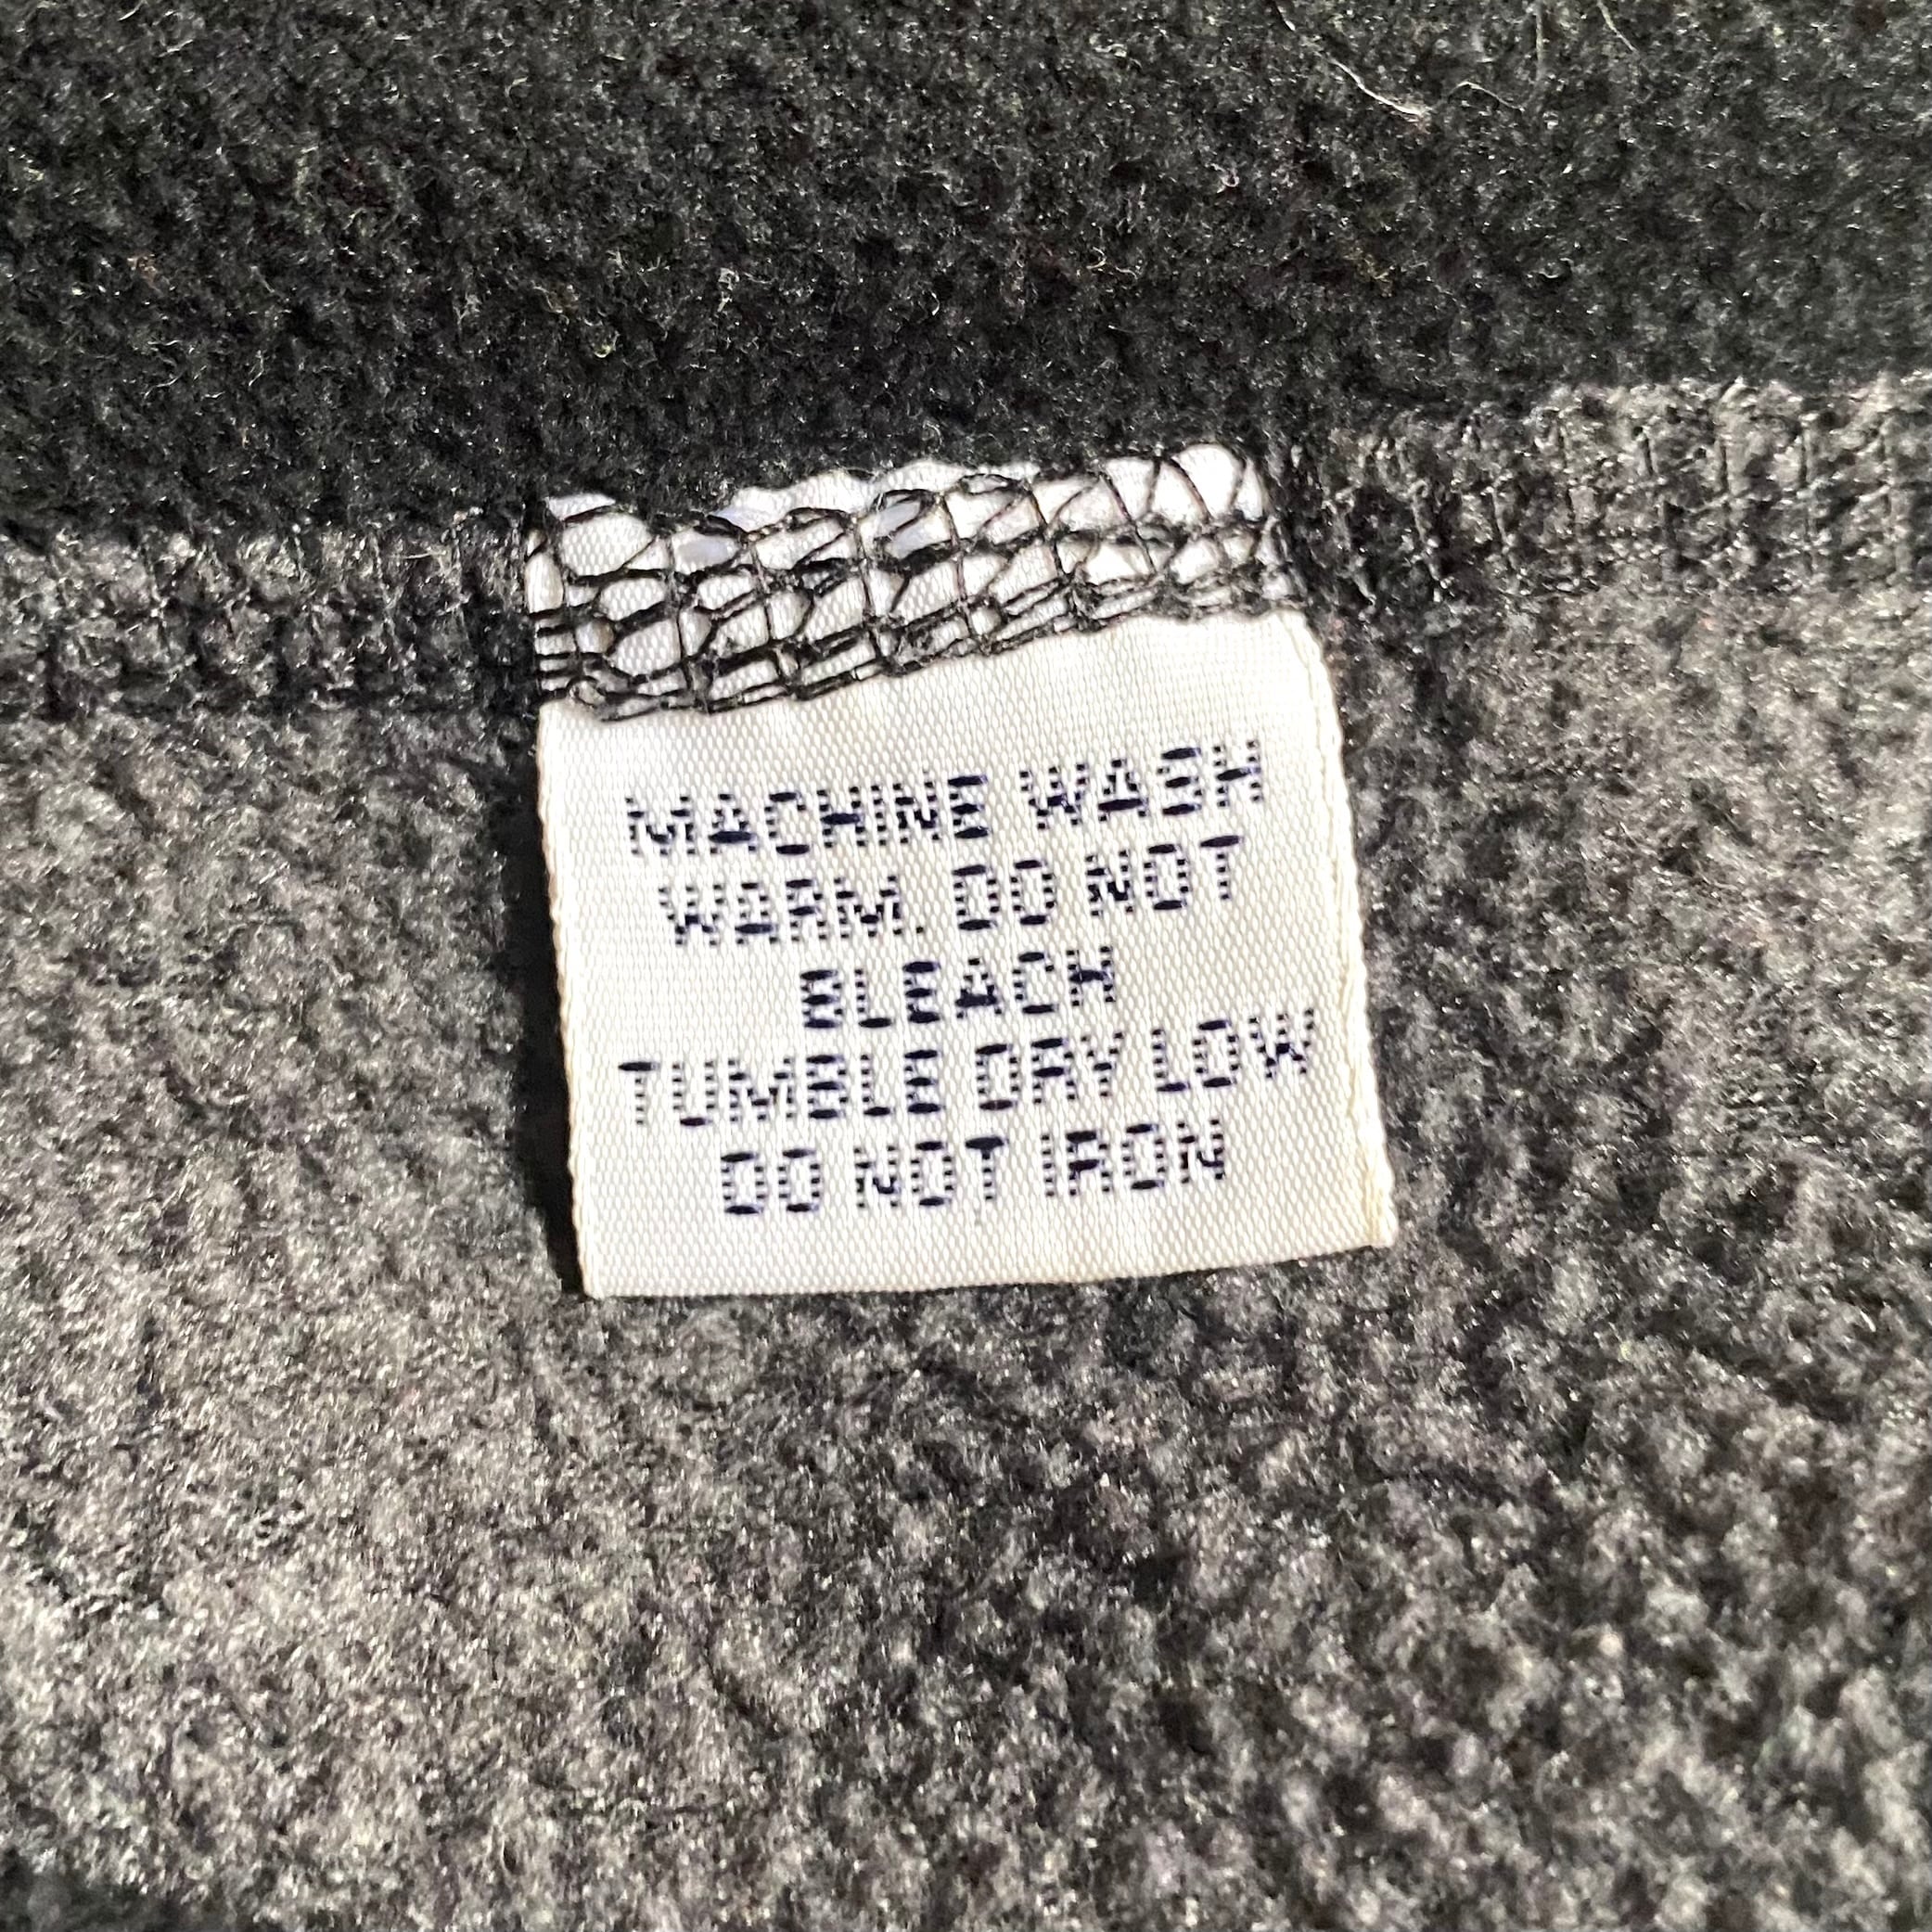 MACHINE WASH
WARM. DO NOT
BLEACH
TUMBLE DRY LOW
DO NOT IRON